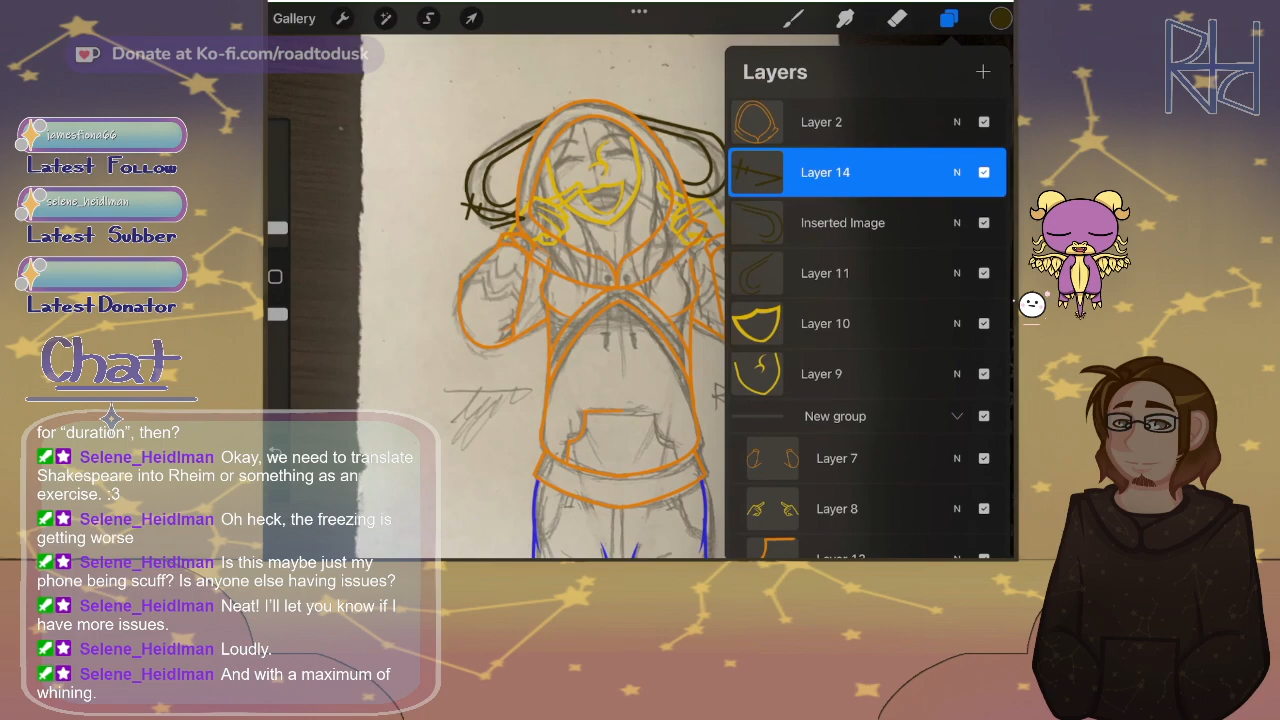 Gallery
Donate at Ko-fi.com/roadtodusk
Layers
Layer 2 N
Layer 14 N
Inserted Image N
Layer 11 N
Layer 10 N
Layer 9 N
New group
Layer 7 N
Layer 8 N
jamesfiona66
Latest Follow
selene_heidlman
Latest Subber
Latest Donator
Chat
for “duration”, then?
Selene_Heidlman Okay, we need to translate
Shakespeare into Rheim or something as an
exercise. :3
Selene_Heidlman Oh heck, the freezing is
getting worse
Selene_Heidlman Is this maybe just my
phone being scuff? Is anyone else having issues?
Selene_Heidlman Neat! I’ll let you know if I
have more issues.
Selene_Heidlman Loudly.
Selene_Heidlman And with a maximum of
whining.